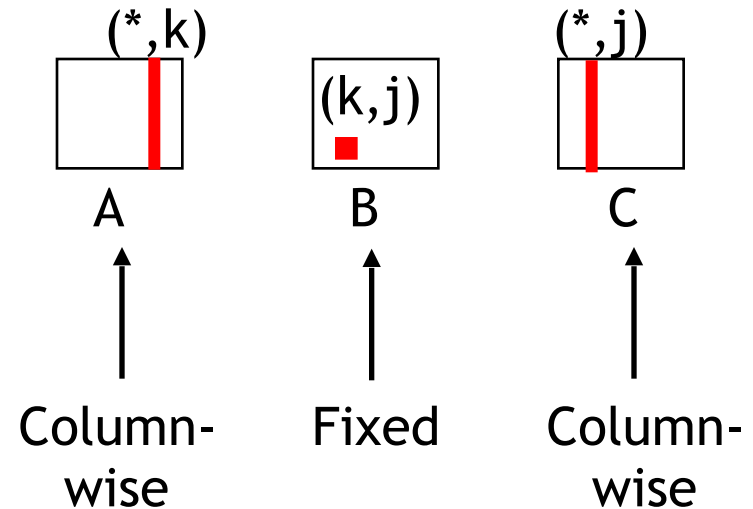 (*,k)
(k,j)
(*,j)
A
B
C
Column-
wise
Fixed
Column-
wise